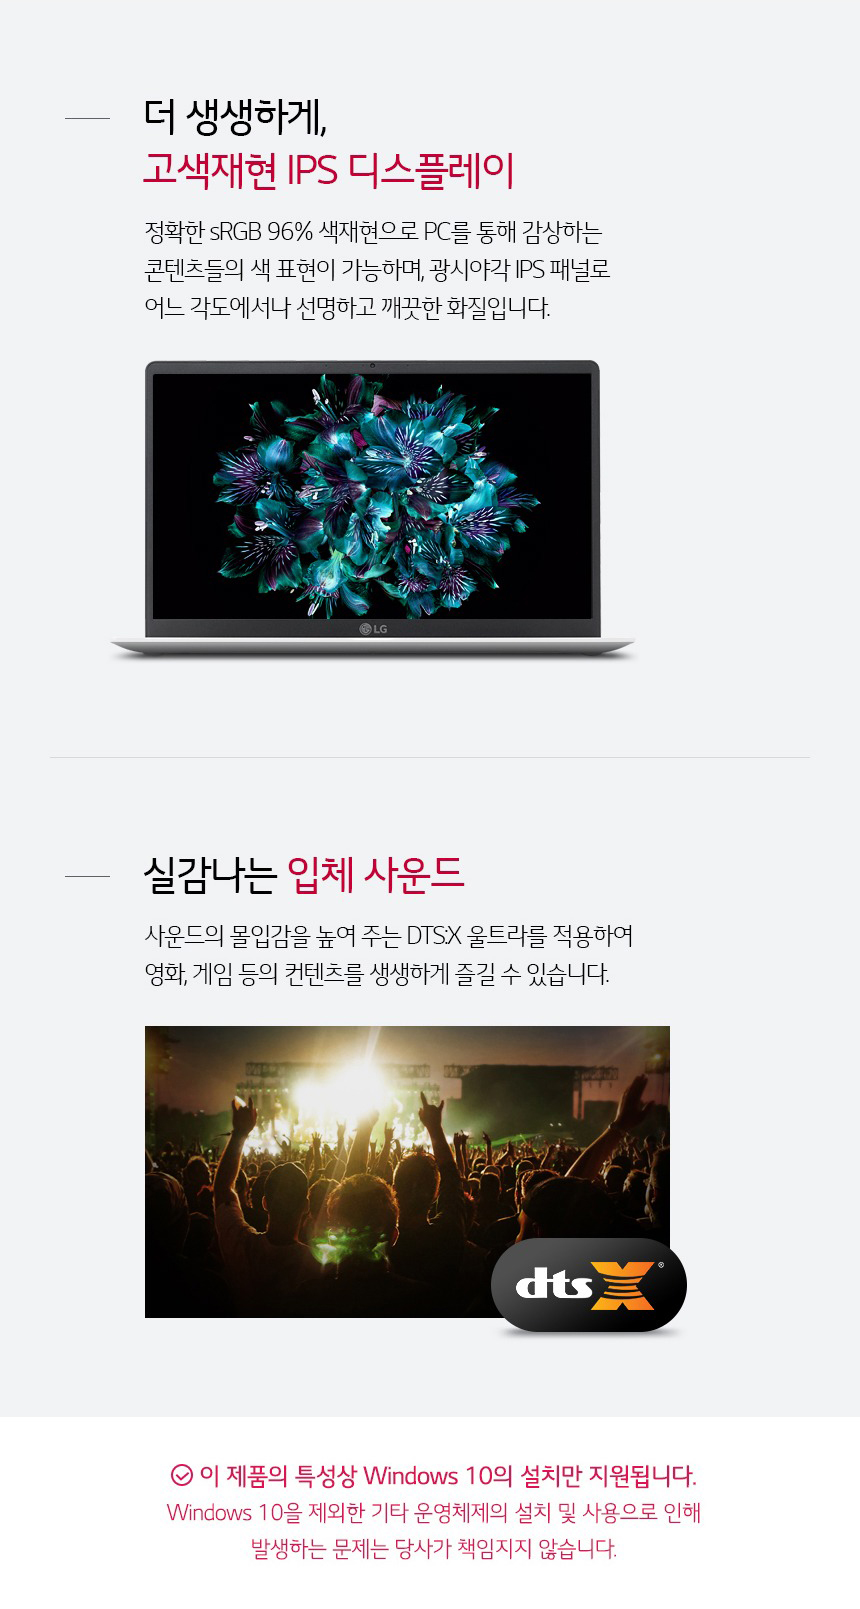 더 생생하게,
고색재현 IPS 디스플레이
정확한 sRGB 96% 색재현으로 PC를 통해 감상하는
콘텐츠들의 색 표현이 가능하며, 광시야각 IPS 패널로
어느 각도에서나 선명하고 깨끗한 화질입니다.
LG
실감나는 입체 사운드
사운드의 몰입감을 높여 주는 DTS:X 울트라를 적용하여
영화, 게임 등의 컨텐츠를 생생하게 즐길 수 있습니다.
dts X®
이 제품의 특성상 Windows 10의 설치만 지원됩니다.
Windows 10을 제외한 기타 운영체제의 설치 및 사용으로 인해
발생하는 문제는 당사가 책임지지 않습니다.